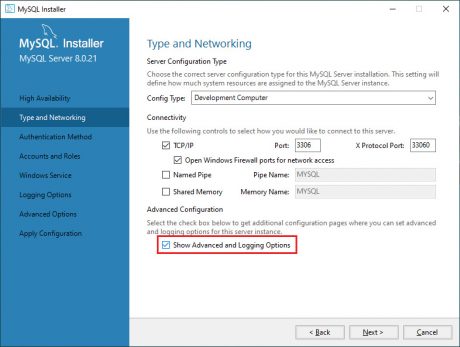 MySQL Installer
MySQL. Installer
MySQL Server 8.0.21
High Availability
Type and Networking
Authentication Method
Accounts and Roles
Windows Service
Logging Options
Advanced Options
Apply Configuration
Type and Networking
Server Configuration Type
Choose the correct server configuration type for this MySQL Server installation. This setting will
define how much system resources are assigned to the MySQL Server instance.
Config Type: Development Computer
Connectivity
Use the following controls to select how you would like to connect to this server.
TCP/IP Port: 3306 X Protocol Port: 33060
Open Windows Firewall ports for network access
Named Pipe Pipe Name: MYSQL
Shared Memory Memory Name: MYSQL
Advanced Configuration
Select the check box below to get additional configuration pages where you can set advanced
and logging options for this server instance.
Show Advanced and Logging Options
< Back Next > Cancel